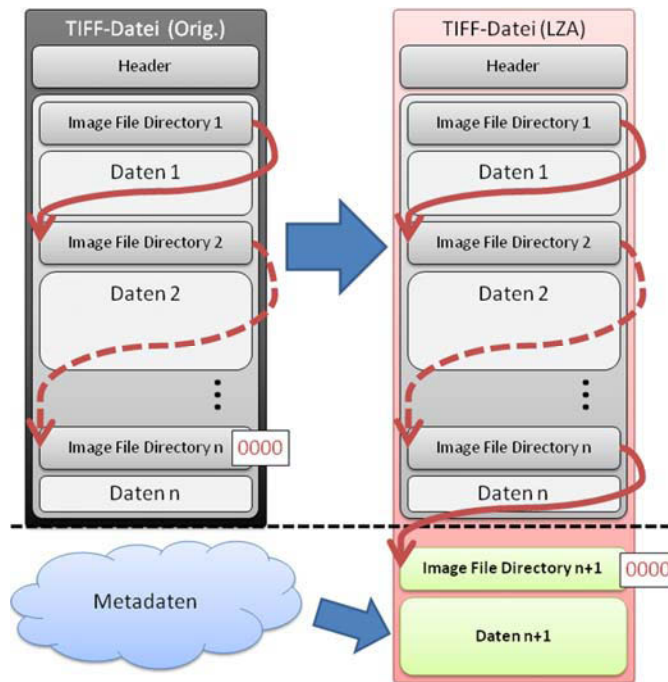 TIFF-Datei (Orig.)
Header
Image File Directory 1
Daten 1
Image File Directory 2
Daten 2
Image File Directory n
0000
Daten n
TIFF-Datei (LZA)
Header
Image File Directory 1
Daten 1
Image File Directory 2
Daten 2
Image File Directory n
Daten n
Metadaten
Image File Directory n+1
0000
Daten n+1